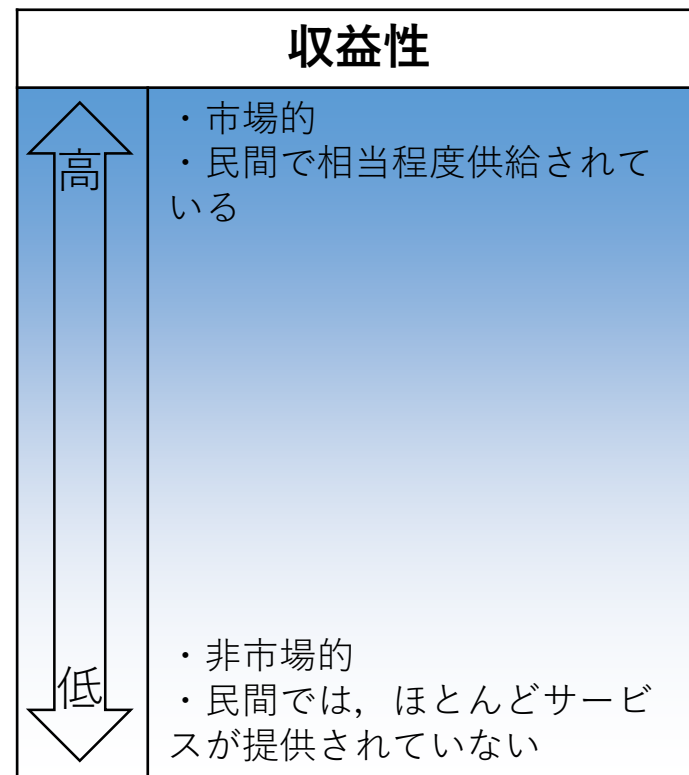 収益性
高
・市場的
・民間で相当程度供給されて
いる
低
・非市場的
・民間では，ほとんどサービ
スが提供されていない